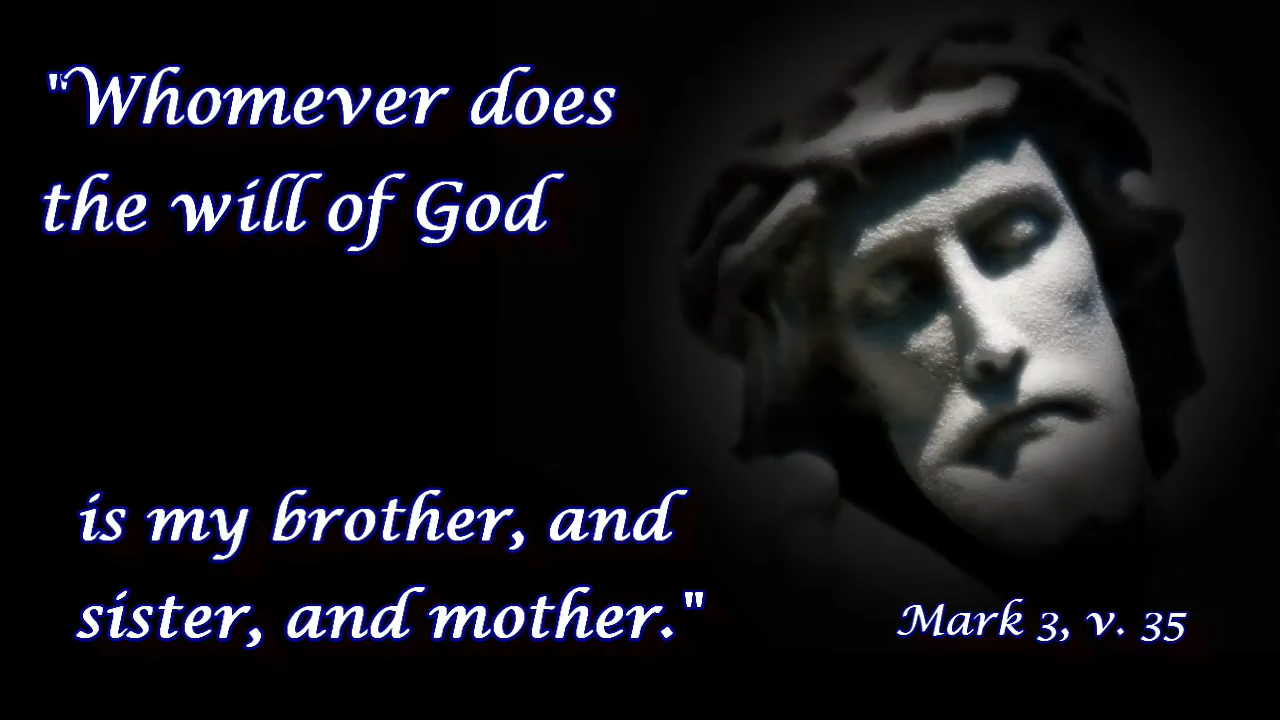 "Whomever does
the will of God
is my brother, and
sister, and mother."
Mark 3, v. 35